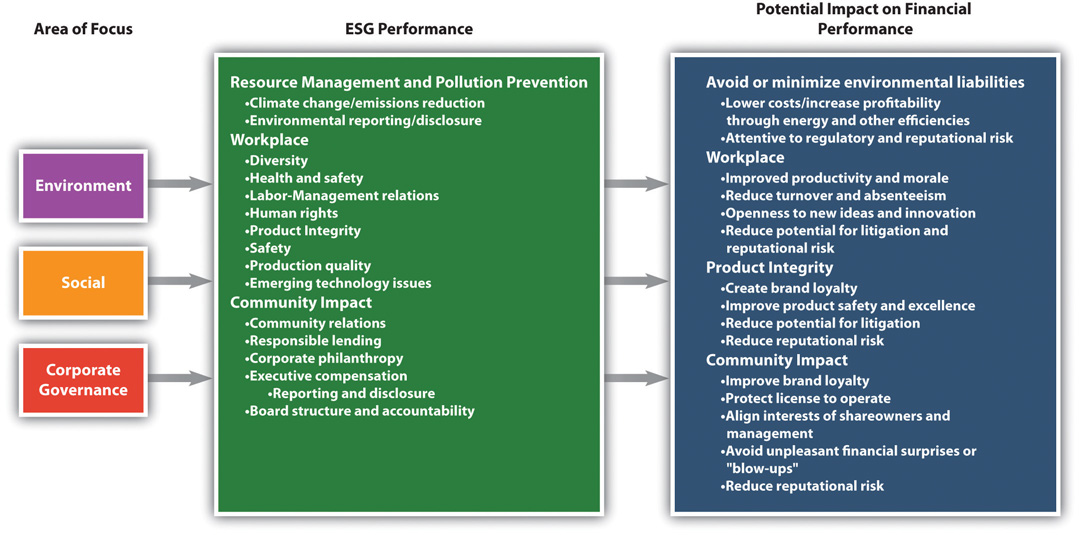 Area of Focus
ESG Performance
Potential Impact on Financial
Performance
Environment
Social
Corporate
Governance
Resource Management and Pollution Prevention
•Climate change/emissions reduction
•Environmental reporting/disclosure
Workplace
•Diversity
•Health and safety
•Labor-Management relations
•Human rights
•Product Integrity
•Safety
•Production quality
•Emerging technology issues
Community Impact
•Community relations
•Responsible lending
•Corporate philanthropy
•Executive compensation
•Reporting and disclosure
•Board structure and accountability
Avoid or minimize environmental liabilities
•Lower costs/increase profitability
through energy and other efficiencies
•Attentive to regulatory and reputational risk
Workplace
•Improved productivity and morale
•Reduce turnover and absenteeism
•Openness to new ideas and innovation
•Reduce potential for litigation and
reputational risk
Product Integrity
•Create brand loyalty
•Improve product safety and excellence
•Reduce potential for litigation
•Reduce reputational risk
Community Impact
•Improve brand loyalty
•Protect license to operate
•Align interests of shareowners and
management
•Avoid unpleasant financial surprises or
"blow-ups"
•Reduce reputational risk